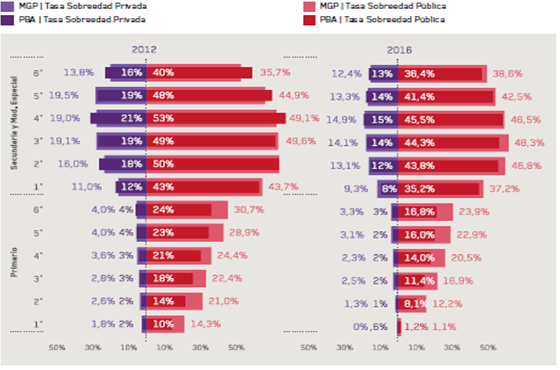 MGP | Tasa Sobreedad Privada
MGP | Tasa Sobreedad Pública
PBA | Tasa Sobreedad Privada
PBA | Tasa Sobreedad Pública
2012
2016
Secundaria y Mod. Especial
6° 13,8% 16% 40% 35,7% 12,4% 13% 36,4% 38,6%
5° 19,5% 19% 48% 44,9% 13,3% 14% 41,4% 42,5%
4° 19,0% 21% 53% 49,1% 14,9% 15% 45,5% 46,5%
3° 19,1% 19% 49% 49,6% 14,1% 14% 44,3% 48,3%
2° 16,0% 18% 50% 13,1% 12% 43,8% 46,8%
1° 11,0% 12% 43% 43,7% 9,3% 8% 35,2% 37,2%
Primario
6° 4,0% 4% 24% 30,7% 3,3% 3% 16,8% 23,9%
5° 4,0% 4% 23% 28,9% 3,1% 2% 16,0% 22,9%
4° 3,6% 3% 21% 24,4% 2,3% 2% 14,0% 20,5%
3° 2,8% 3% 18% 22,4% 2,5% 2% 11,4% 16,9%
2° 2,6% 2% 14% 21,0% 1,3% 1% 8,1% 12,2%
1° 1,8% 2% 10% 14,3% 0% ,6% 1,2% 1,1%
50% 30% 10% 10% 30% 50% 50% 30% 10% 10% 30% 50%